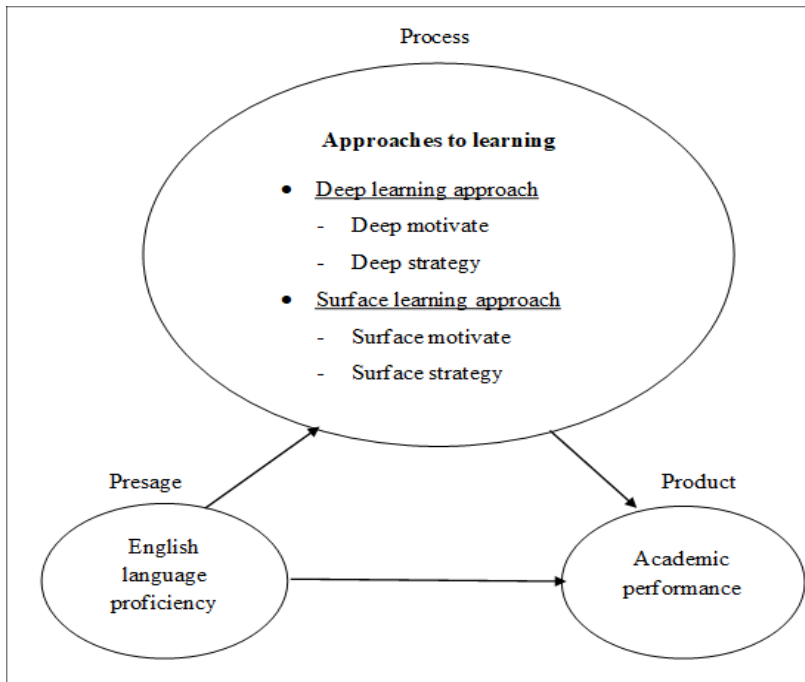 Process
Approaches to learning
• Deep learning approach
- Deep motivate
- Deep strategy
• Surface learning approach
- Surface motivate
- Surface strategy
Presage
Product
English
language
proficiency
Academic
performance